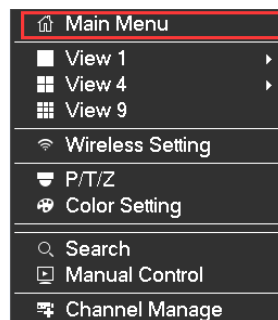 Main Menu
View 1
View 4
View 9
Wireless Setting
P/T/Z
Color Setting
Search
Manual Control
Channel Manage